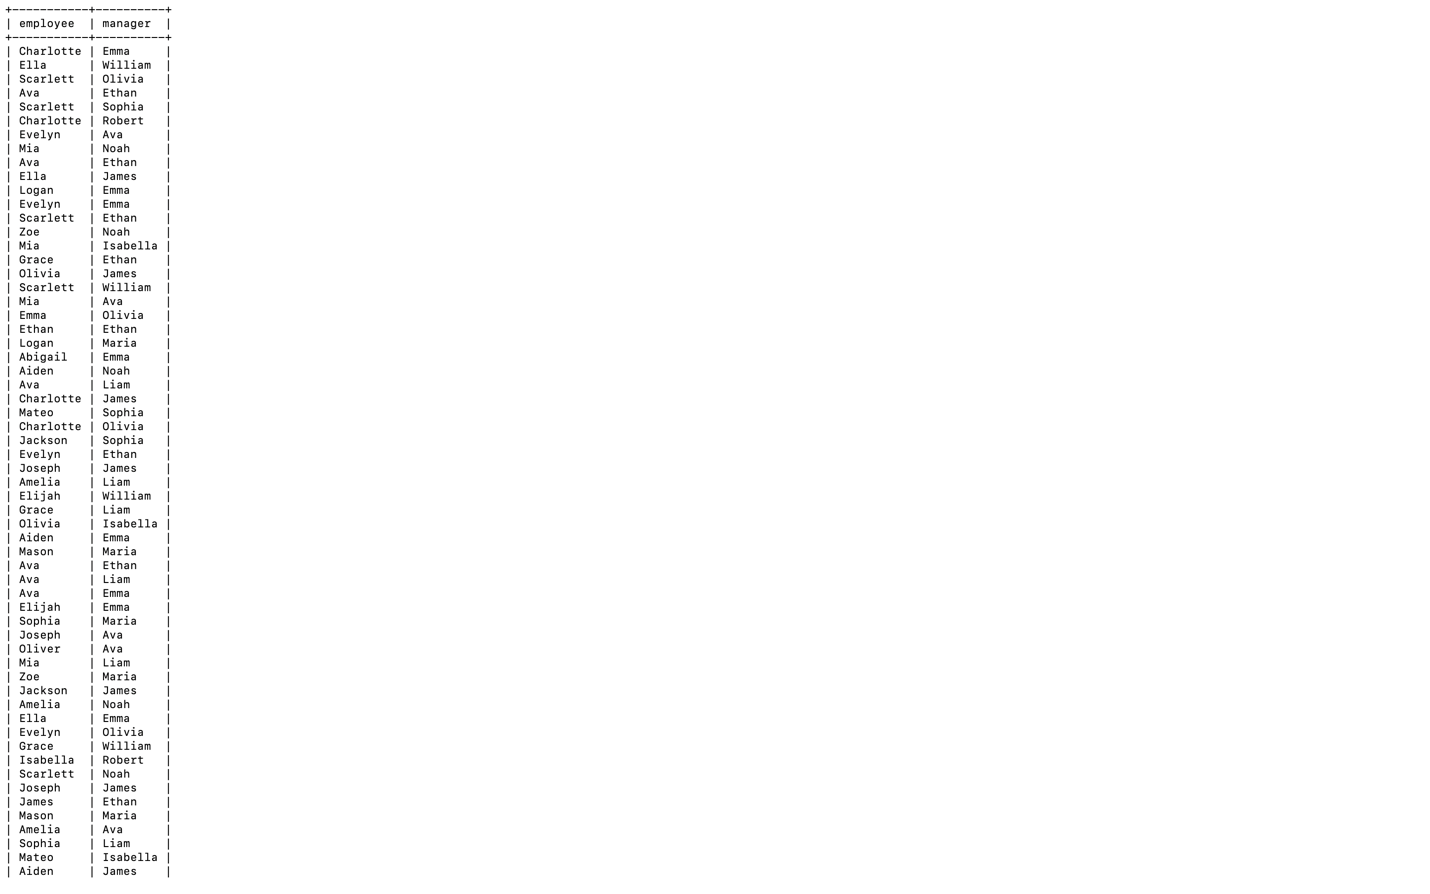 +-----------+----------+
| employee  | manager  |
+-----------+----------+
| Charlotte | Emma     |
| Ella      | William  |
| Scarlett  | Olivia   |
| Ava       | Ethan    |
| Scarlett  | Sophia   |
| Charlotte | Robert   |
| Evelyn    | Ava      |
| Mia       | Noah     |
| Ava       | Ethan    |
| Ella      | James    |
| Logan     | Emma     |
| Evelyn    | Emma     |
| Scarlett  | Ethan    |
| Zoe       | Noah     |
| Mia       | Isabella |
| Grace     | Ethan    |
| Olivia    | James    |
| Scarlett  | William  |
| Mia       | Ava      |
| Emma      | Olivia   |
| Ethan     | Ethan    |
| Logan     | Maria    |
| Abigail   | Emma     |
| Aiden     | Noah     |
| Ava       | Liam     |
| Charlotte | James    |
| Mateo     | Sophia   |
| Charlotte | Olivia   |
| Jackson   | Sophia   |
| Evelyn    | Ethan    |
| Joseph    | James    |
| Amelia    | Liam     |
| Elijah    | William  |
| Grace     | Liam     |
| Olivia    | Isabella |
| Aiden     | Emma     |
| Mason     | Maria    |
| Ava       | Ethan    |
| Ava       | Liam     |
| Ava       | Emma     |
| Elijah    | Emma     |
| Sophia    | Maria    |
| Joseph    | Ava      |
| Oliver    | Ava      |
| Mia       | Liam     |
| Zoe       | Maria    |
| Jackson   | James    |
| Amelia    | Noah     |
| Ella      | Emma     |
| Evelyn    | Olivia   |
| Grace     | William  |
| Isabella  | Robert   |
| Scarlett  | Noah     |
| Joseph    | James    |
| James     | Ethan    |
| Mason     | Maria    |
| Amelia    | Ava      |
| Sophia    | Liam     |
| Mateo     | Isabella |
| Aiden     | James    |